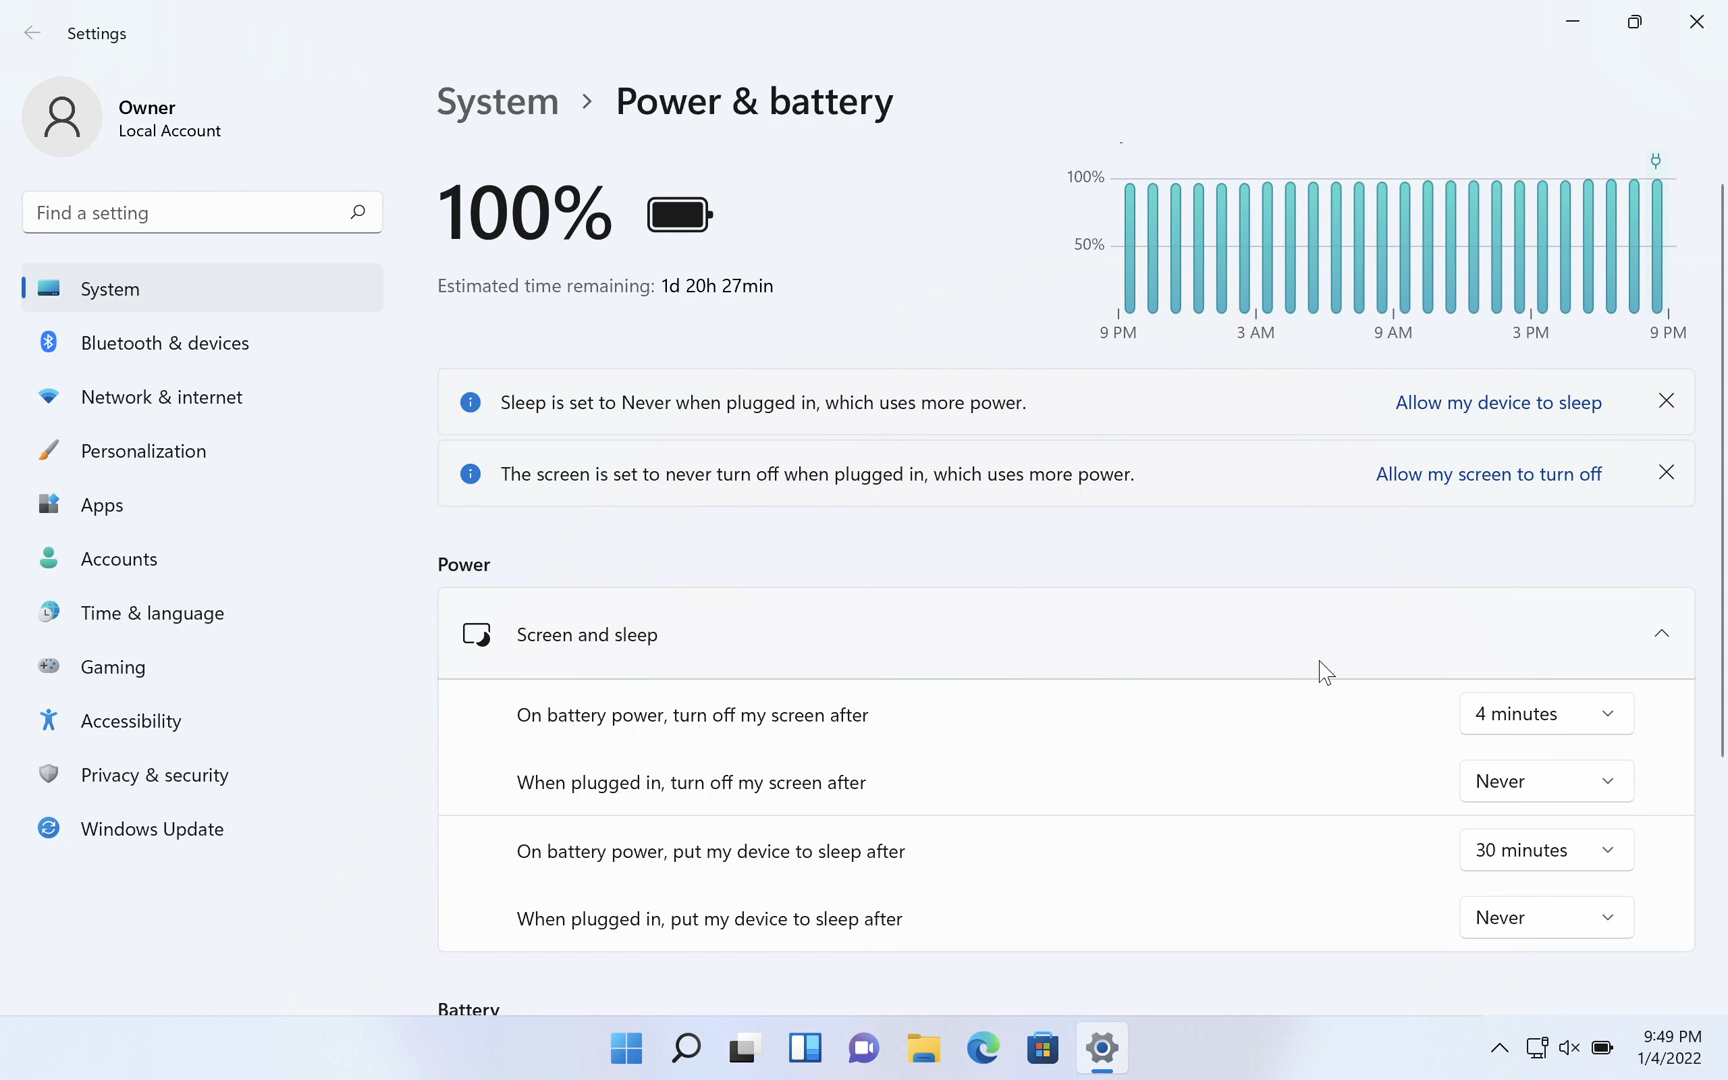 Settings
Owner
Local Account
Find a setting
System
Bluetooth & devices
Network & internet
Personalization
Apps
Accounts
Time & language
Gaming
Accessibility
Privacy & security
Windows Update
System > Power & battery
100%
Estimated time remaining: 1d 20h 27min
100%
50%
9 PM 3 AM 9 AM 3 PM 9 PM
Sleep is set to Never when plugged in, which uses more power. Allow my device to sleep
The screen is set to never turn off when plugged in, which uses more power. Allow my screen to turn off
Power
Screen and sleep
On battery power, turn off my screen after 4 minutes
When plugged in, turn off my screen after Never
On battery power, put my device to sleep after 30 minutes
When plugged in, put my device to sleep after Never
Battery
9:49 PM
1/4/2022